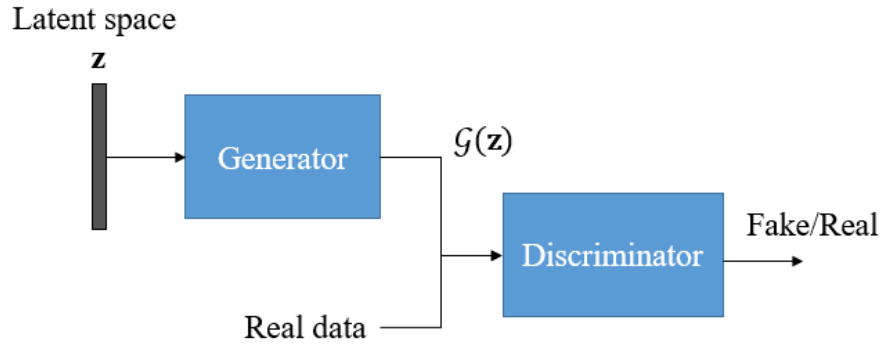 Latent space
z
Generator
𝒢(z)
Discriminator
Fake/Real
Real data